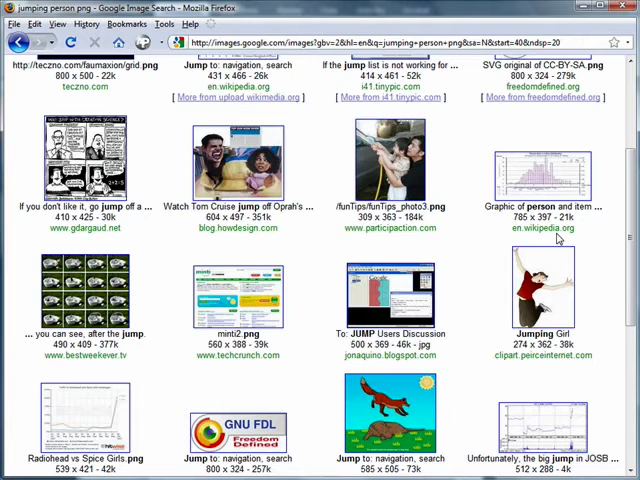 jumping person png - Google Image Search - Mozilla Firefox
File Edit View History Bookmarks Tools Help
http://images.google.com/images?gbv=2&hl=en&q=jumping+person+png&sa=N&start=40&ndsp=20
http://teczno.com/faumaxion/grid.png
800 x 500 - 22k
teczno.com
Jump to: navigation, search
431 x 466 - 26k
en.wikipedia.org
[ More from upload.wikimedia.org ]
If the jump list is not working for ...
414 x 461 - 52k
i41.tinypic.com
[ More from i41.tinypic.com ]
SVG original of CC-BY-SA.png
800 x 324 - 279k
freedomdefined.org
[ More from freedomdefined.org ]
If you don't like it, go jump off a ...
410 x 425 - 30k
www.gdargaud.net
Watch Tom Cruise jump off Oprah's ...
604 x 497 - 351k
blog.howdesign.com
/funTips/funTips_photo3.png
309 x 363 - 184k
www.participaction.com
Graphic of person and item ...
785 x 397 - 21k
en.wikipedia.org
... you can see, after the jump.
490 x 409 - 377k
www.bestweekever.tv
minti
minti2.png
560 x 388 - 39k
www.techcrunch.com
To: JUMP Users Discussion
500 x 369 - 46k - jpg
jonaquino.blogspot.com
Jumping Girl
274 x 362 - 38k
clipart.peirceinternet.com
Radiohead vs Spice Girls.png
539 x 421 - 42k
GNU FDL
Free as in
Freedom
Defined
Jump to: navigation, search
800 x 324 - 257k
Jump to: navigation, search
585 x 505 - 73k
Unfortunately, the big jump in JOSB ...
512 x 288 - 4k